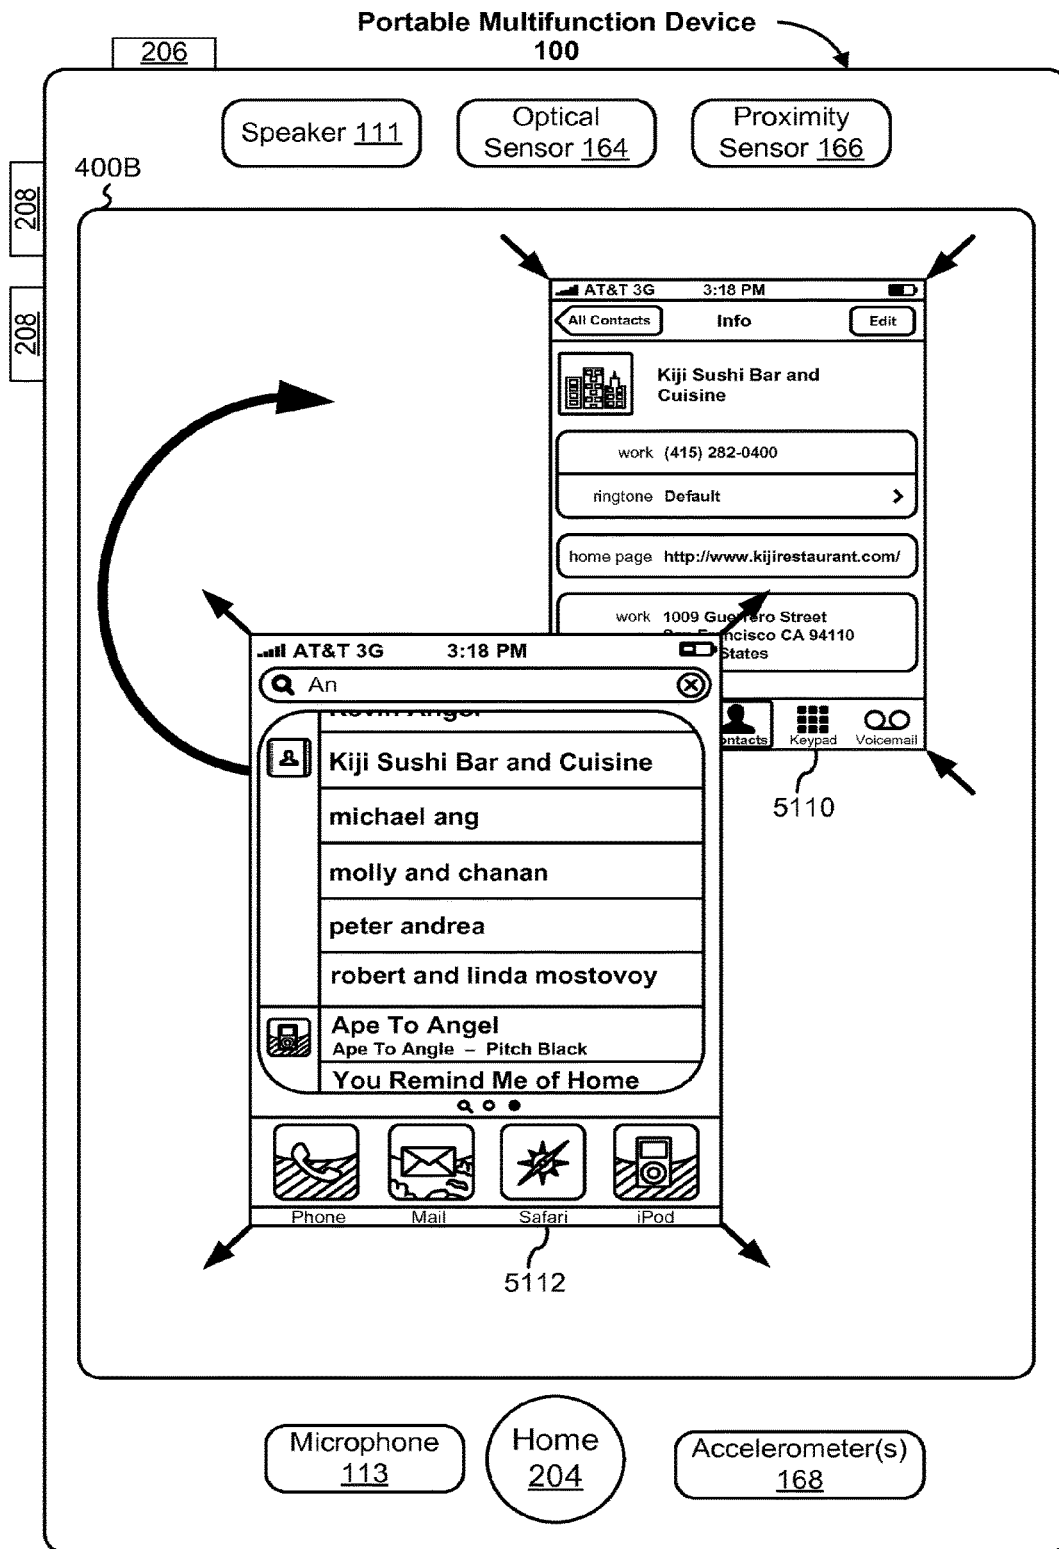 Portable Multifunction Device
100
206
Speaker 111
Optical
Sensor 164
Proximity
Sensor 166
400B
208
208
AT&T 3G 3:18 PM
All Contacts Info Edit
Kiji Sushi Bar and
Cuisine
work (415) 282-0400
ringtone Default
home page http://www.kijirestaurant.com/
work 1009 Guerrero Street
San Francisco CA 94110
States
Keypad Voicemail
5110
AT&T 3G 3:18 PM
An
Kevin Angel
Kiji Sushi Bar and Cuisine
michael ang
molly and chanan
peter andrea
robert and linda mostovoy
Ape To Angel
Ape To Angle – Pitch Black
You Remind Me of Home
Phone Mail Safari iPod
5112
Microphone
113
Home
204
Accelerometer(s)
168